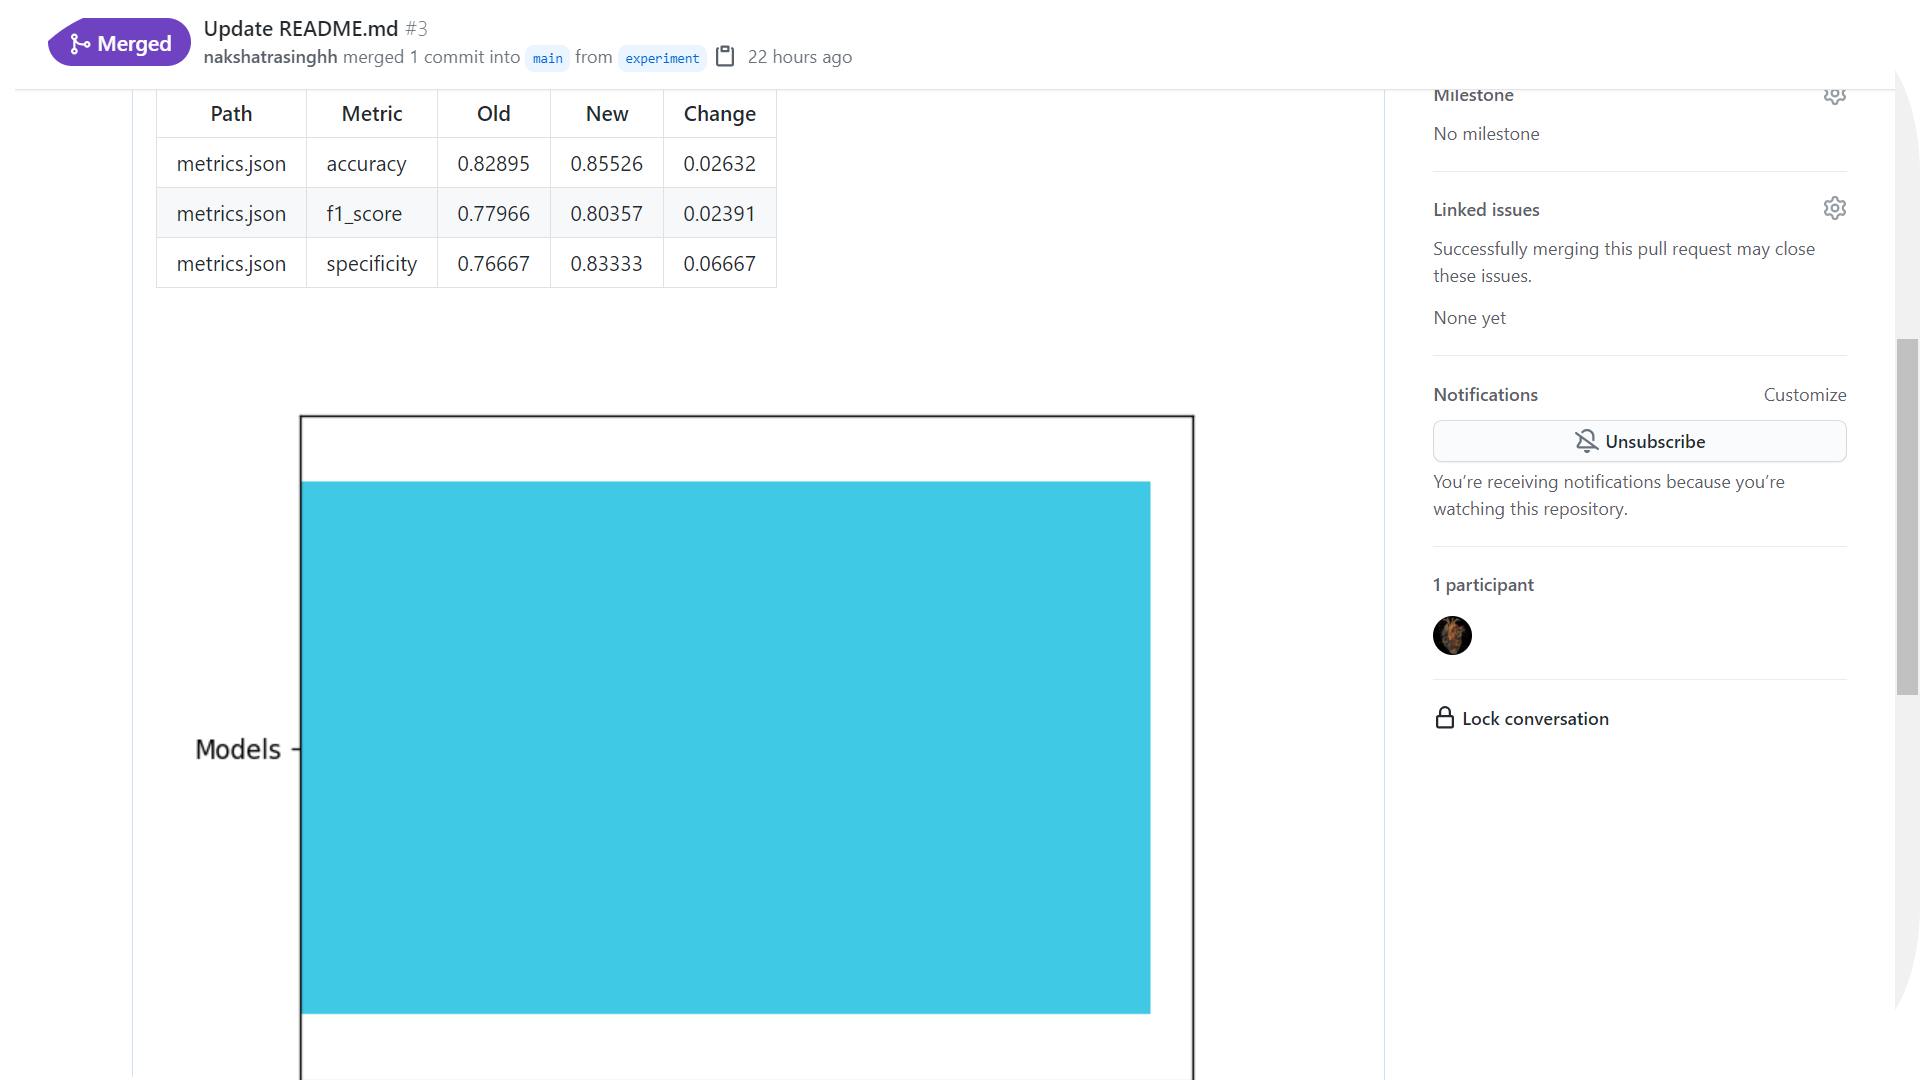 Merged
Update README.md #3
nakshatrasinghh merged 1 commit into main from experiment 22 hours ago
Path Metric Old New Change
metrics.json accuracy 0.82895 0.85526 0.02632
metrics.json f1_score 0.77966 0.80357 0.02391
metrics.json specificity 0.76667 0.83333 0.06667
Models
Milestone
No milestone
Linked issues
Successfully merging this pull request may close
these issues.
None yet
Notifications Customize
Unsubscribe
You’re receiving notifications because you’re
watching this repository.
1 participant
Lock conversation